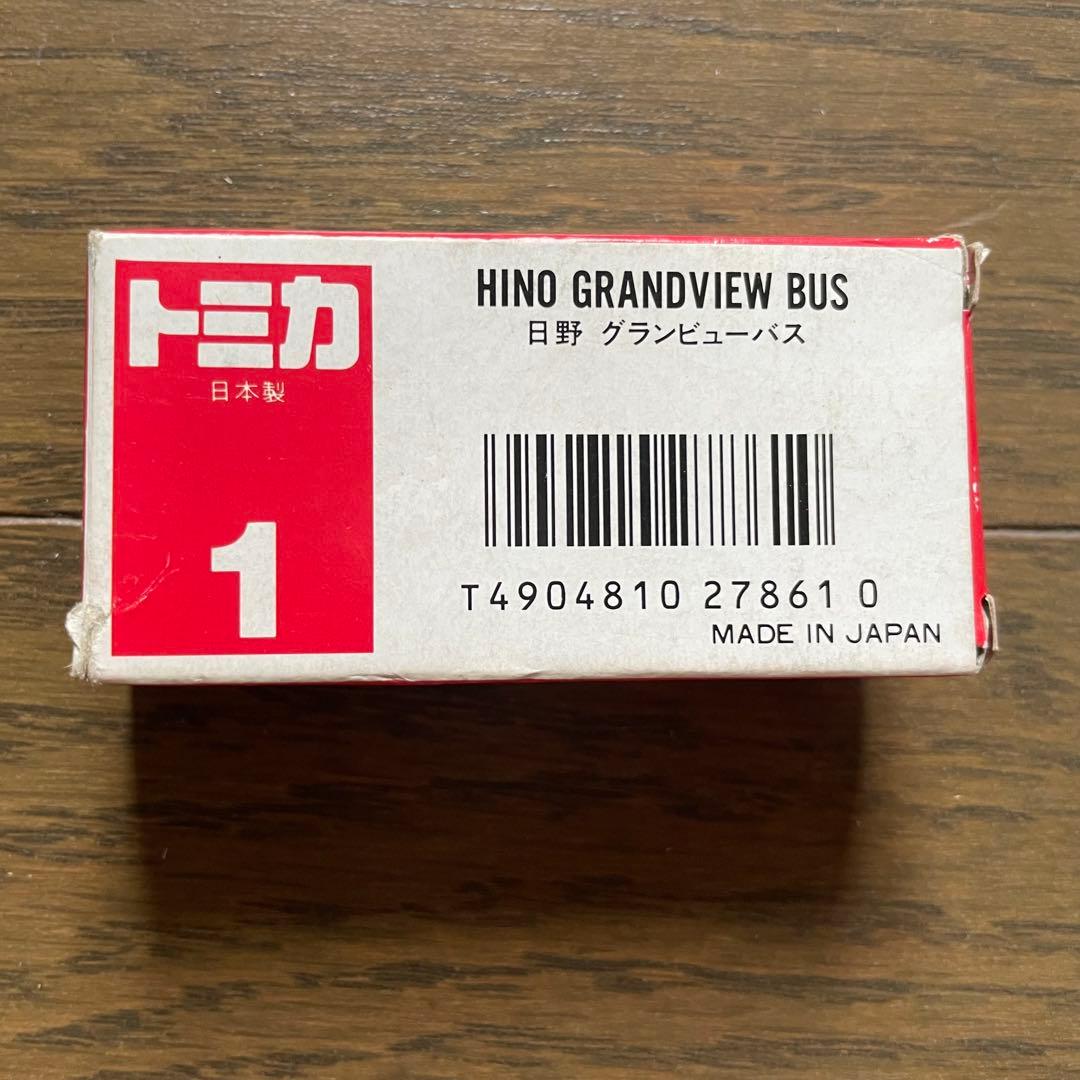 トミカ
日本製
1
HINO GRANDVIEW BUS
日野 グランビューバス
T4904810 27861 0
MADE IN JAPAN